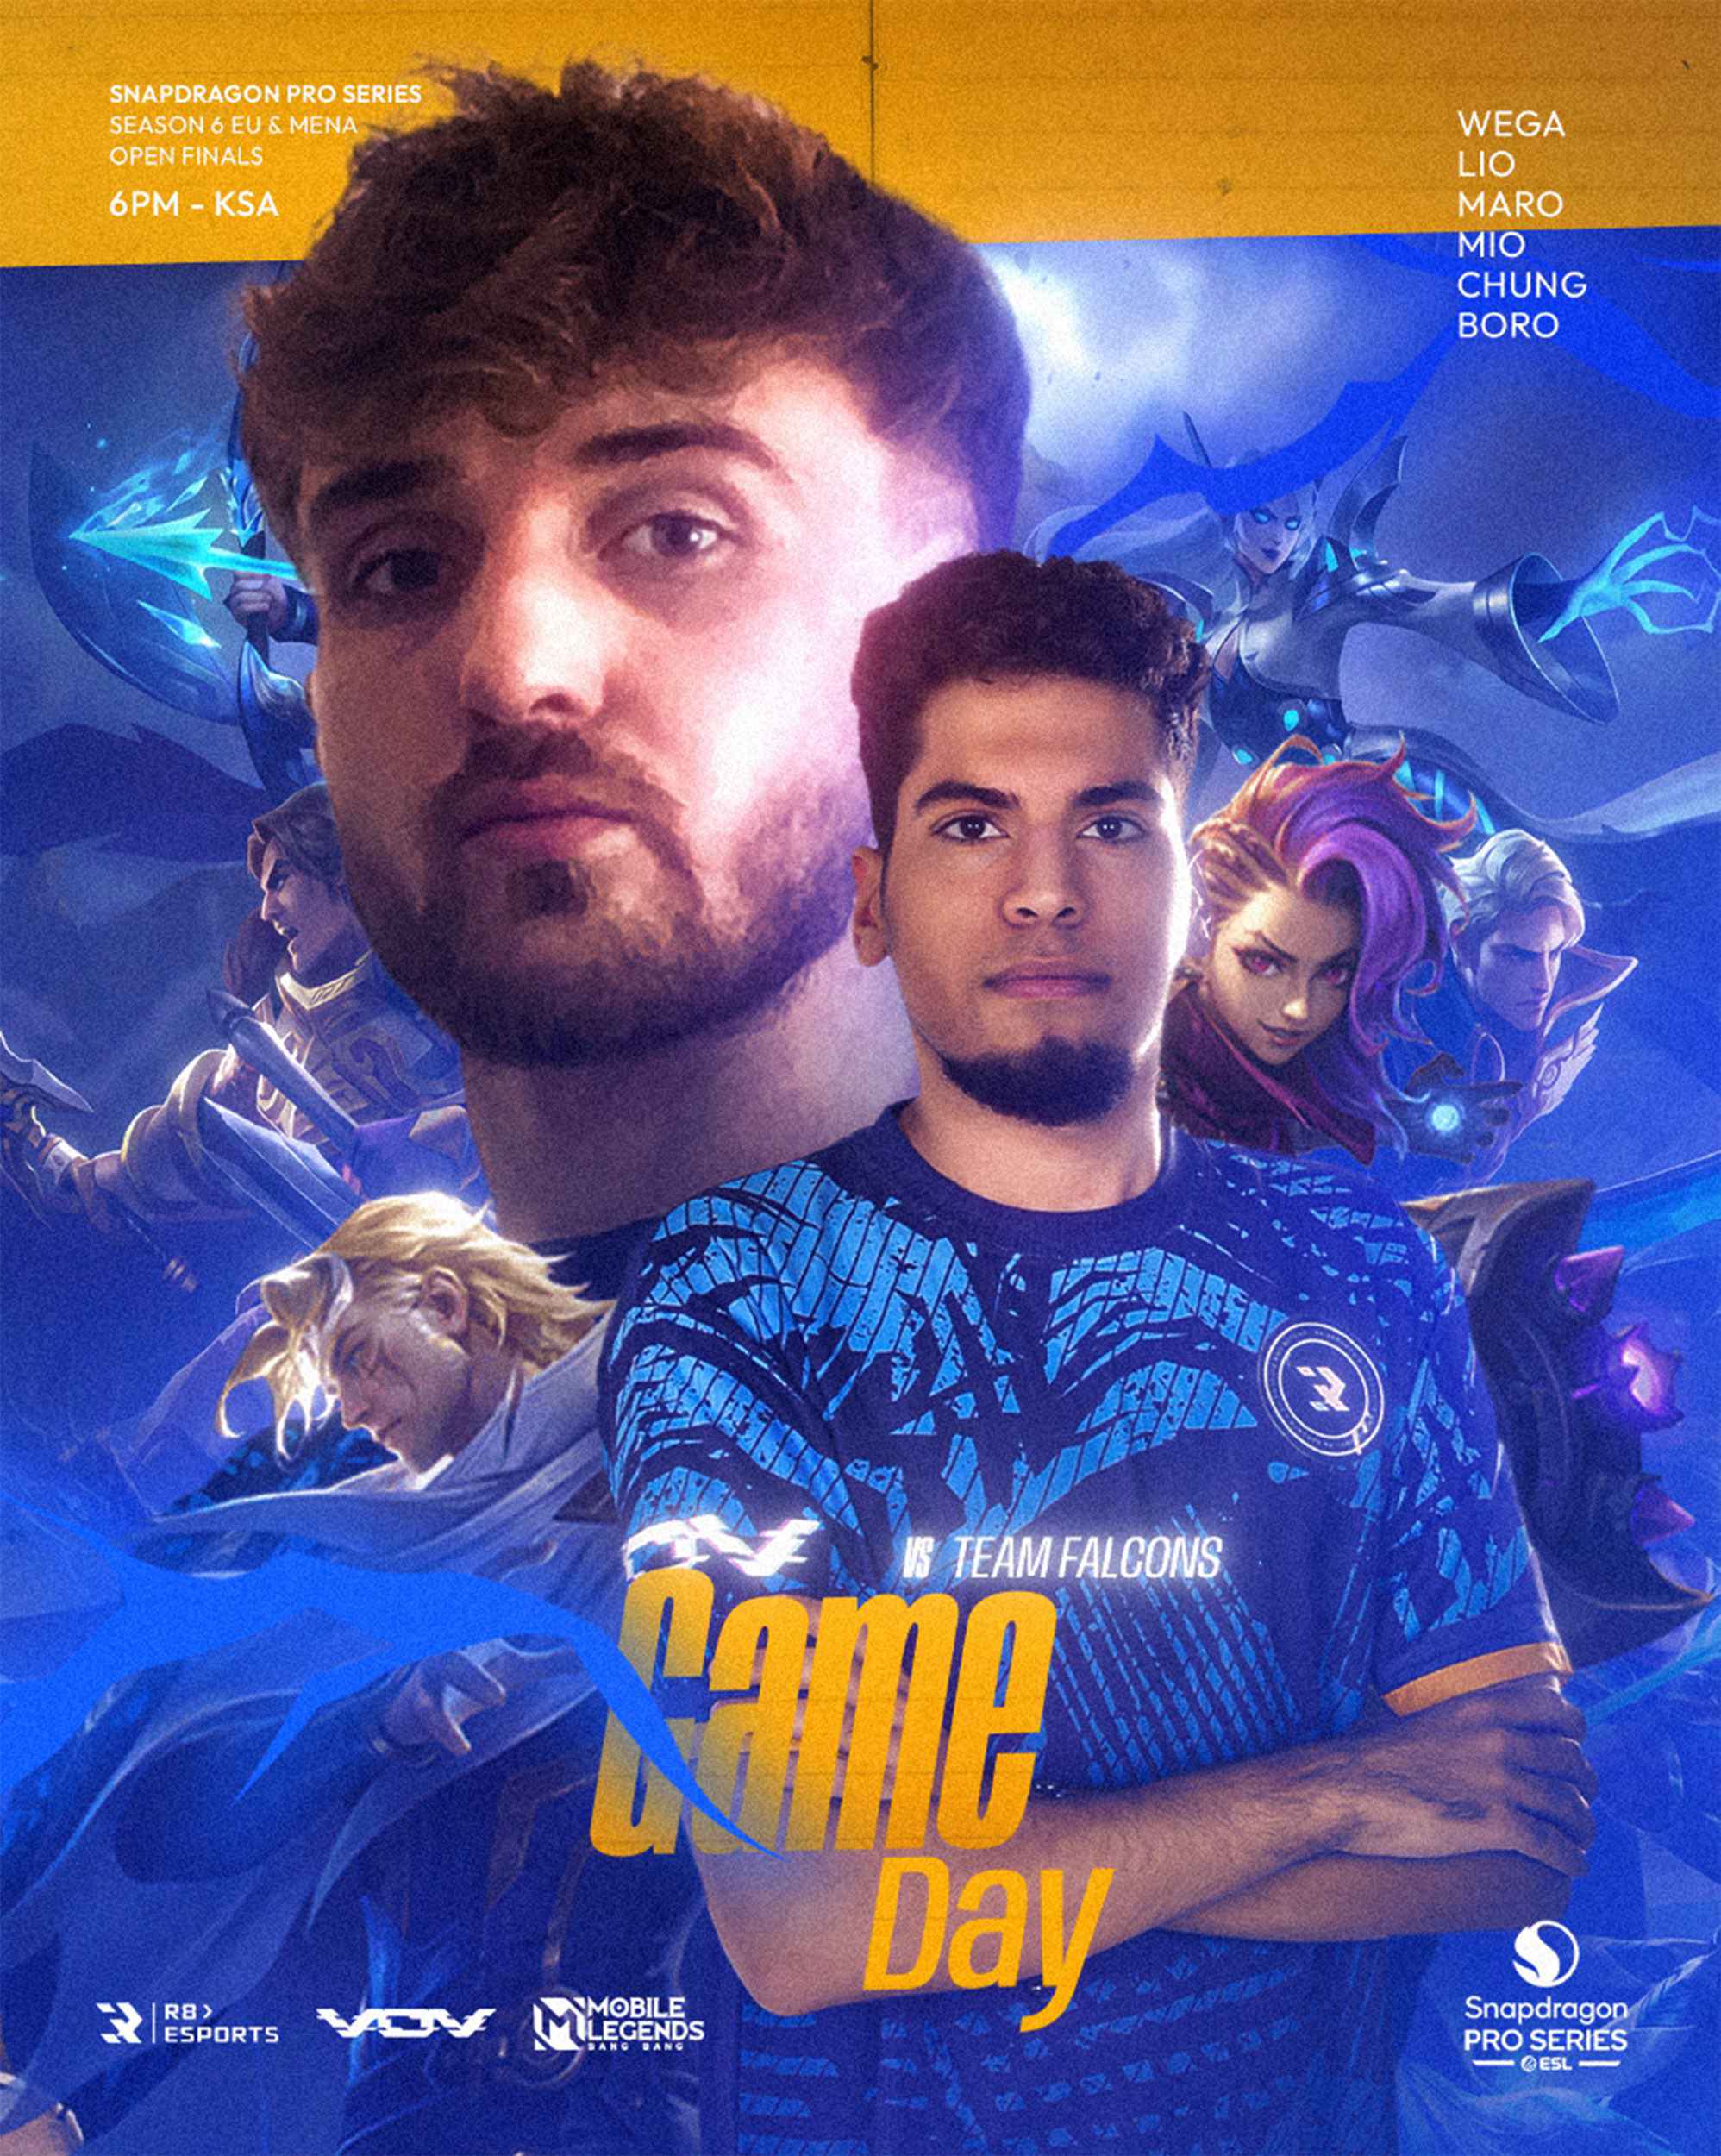 SNAPDRAGON PRO SERIES
SEASON 6 EU & MENA
OPEN FINALS
6PM - KSA
WEGA
LIO
MARO
MIO
CHUNG
BORO
VS TEAM FALCONS
Game
Day
R8>
ESPORTS
MOBILE
LEGENDS
BANG BANG
Snapdragon
PRO SERIES
ESL